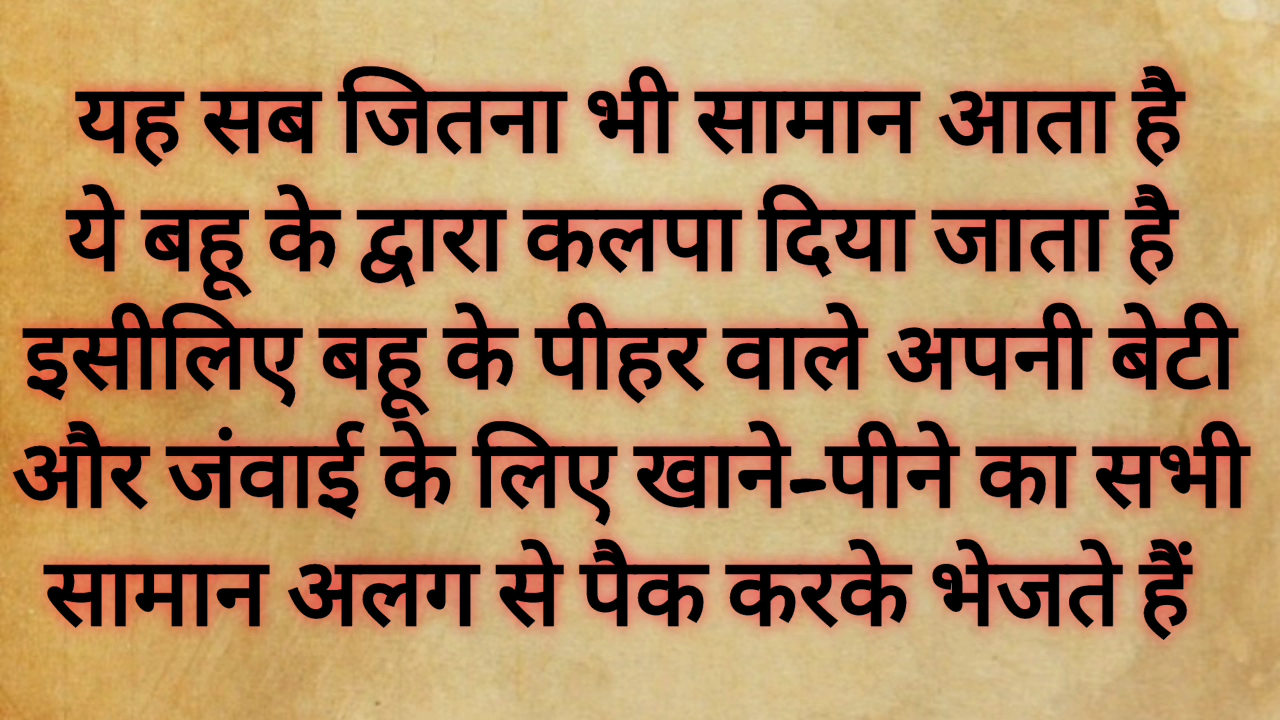 यह सब जितना भी सामान आता है
ये बहू के द्वारा कलपा दिया जाता है
इसीलिए बहू के पीहर वाले अपनी बेटी
और जंवाई के लिए खाने-पीने का सभी
सामान अलग से पैक करके भेजते हैं